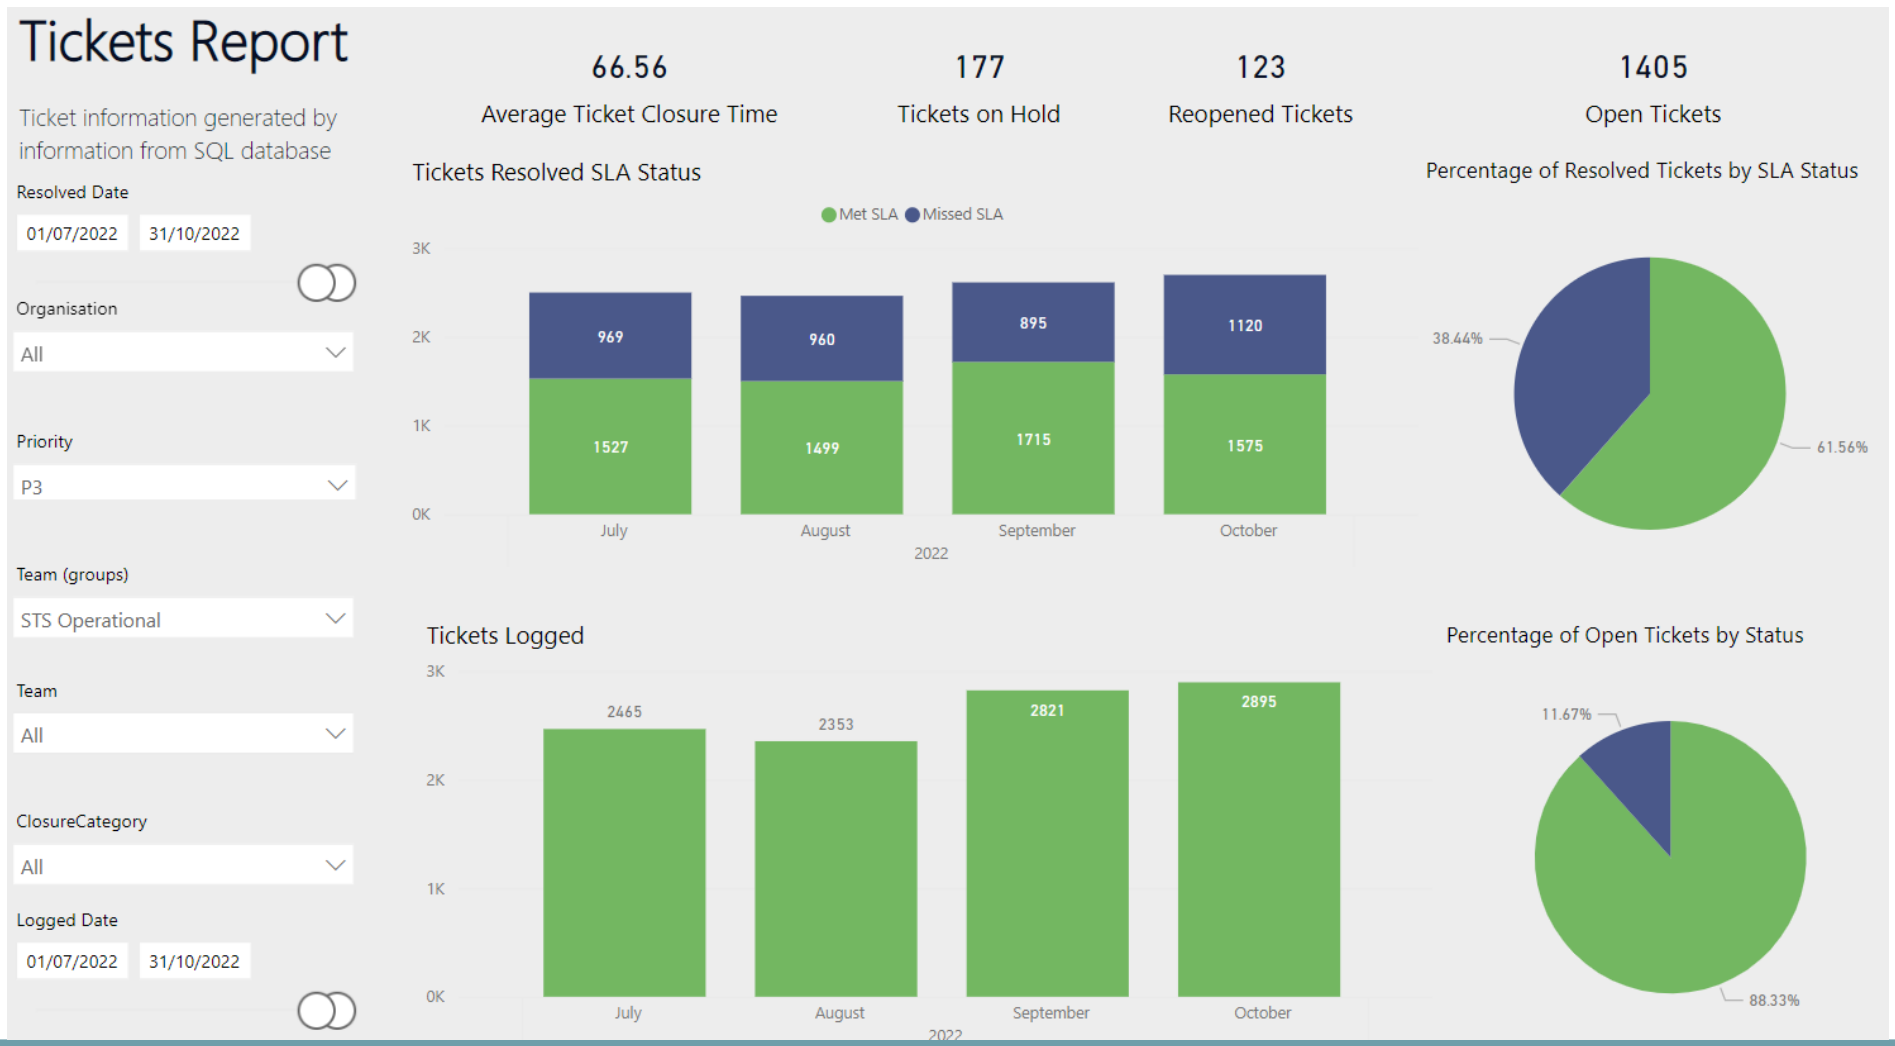 Tickets Report
Ticket information generated by
information from SQL database
Resolved Date
01/07/2022 31/10/2022
Organisation
All
Priority
P3
Team (groups)
STS Operational
Team
All
ClosureCategory
All
Logged Date
01/07/2022 31/10/2022
66.56
Average Ticket Closure Time
177
Tickets on Hold
123
Reopened Tickets
1405
Open Tickets
Tickets Resolved SLA Status
Met SLA Missed SLA
3K
2K
1K
0K
969
960
895
1120
1527
1499
1715
1575
July August September October
2022
Percentage of Resolved Tickets by SLA Status
38.44%
61.56%
Tickets Logged
3K
2K
1K
0K
2465
2353
2821
2895
July August September October
2022
Percentage of Open Tickets by Status
11.67%
88.33%